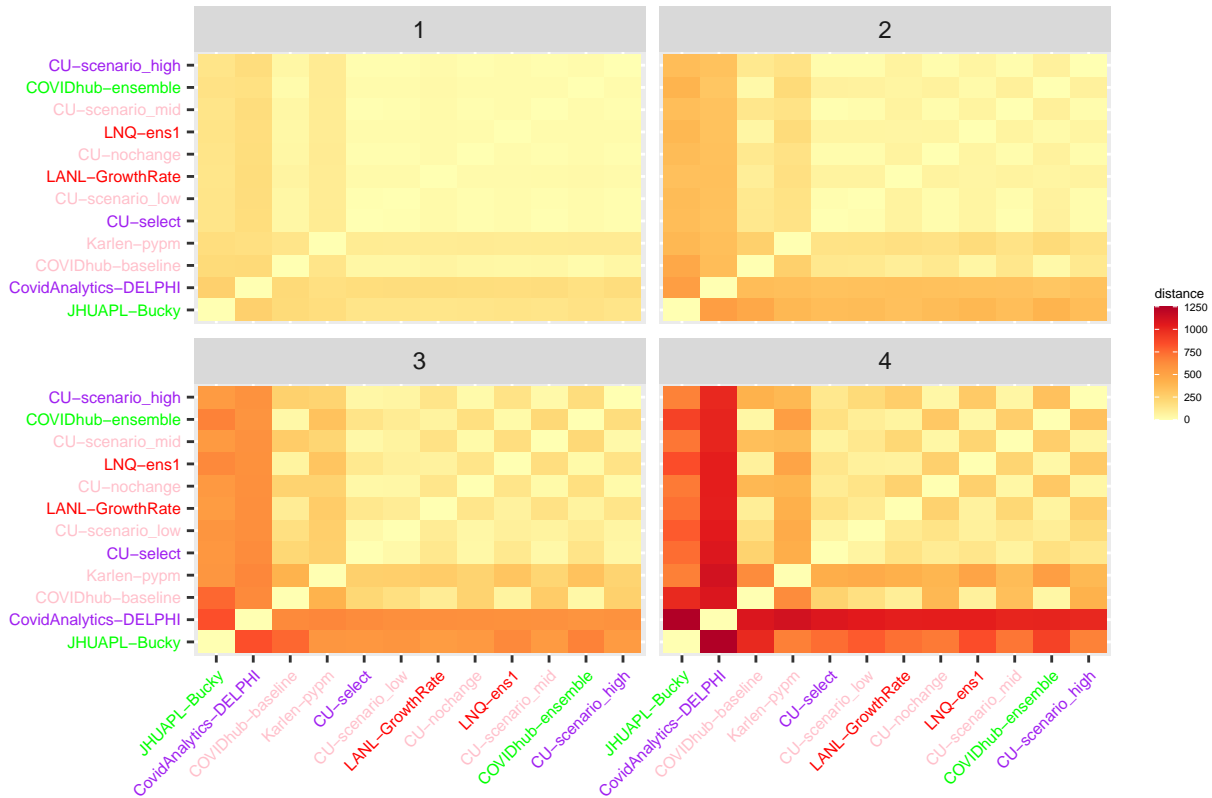 1
2
CU−scenario_high
COVIDhub−ensemble
CU−scenario_mid
LNQ−ens1
CU−nochange
LANL−GrowthRate
CU−scenario_low
CU−select
Karlen−pypm
COVIDhub−baseline
CovidAnalytics−DELPHI
JHUAPL−Bucky
3
4
CU−scenario_high
COVIDhub−ensemble
CU−scenario_mid
LNQ−ens1
CU−nochange
LANL−GrowthRate
CU−scenario_low
CU−select
Karlen−pypm
COVIDhub−baseline
CovidAnalytics−DELPHI
JHUAPL−Bucky
JHUAPL−Bucky
CovidAnalytics−DELPHI
COVIDhub−baseline
Karlen−pypm
CU−select
CU−scenario_low
LANL−GrowthRate
CU−nochange
LNQ−ens1
CU−scenario_mid
COVIDhub−ensemble
CU−scenario_high
JHUAPL−Bucky
CovidAnalytics−DELPHI
COVIDhub−baseline
Karlen−pypm
CU−select
CU−scenario_low
LANL−GrowthRate
CU−nochange
LNQ−ens1
CU−scenario_mid
COVIDhub−ensemble
CU−scenario_high
distance
1250
1000
750
500
250
0